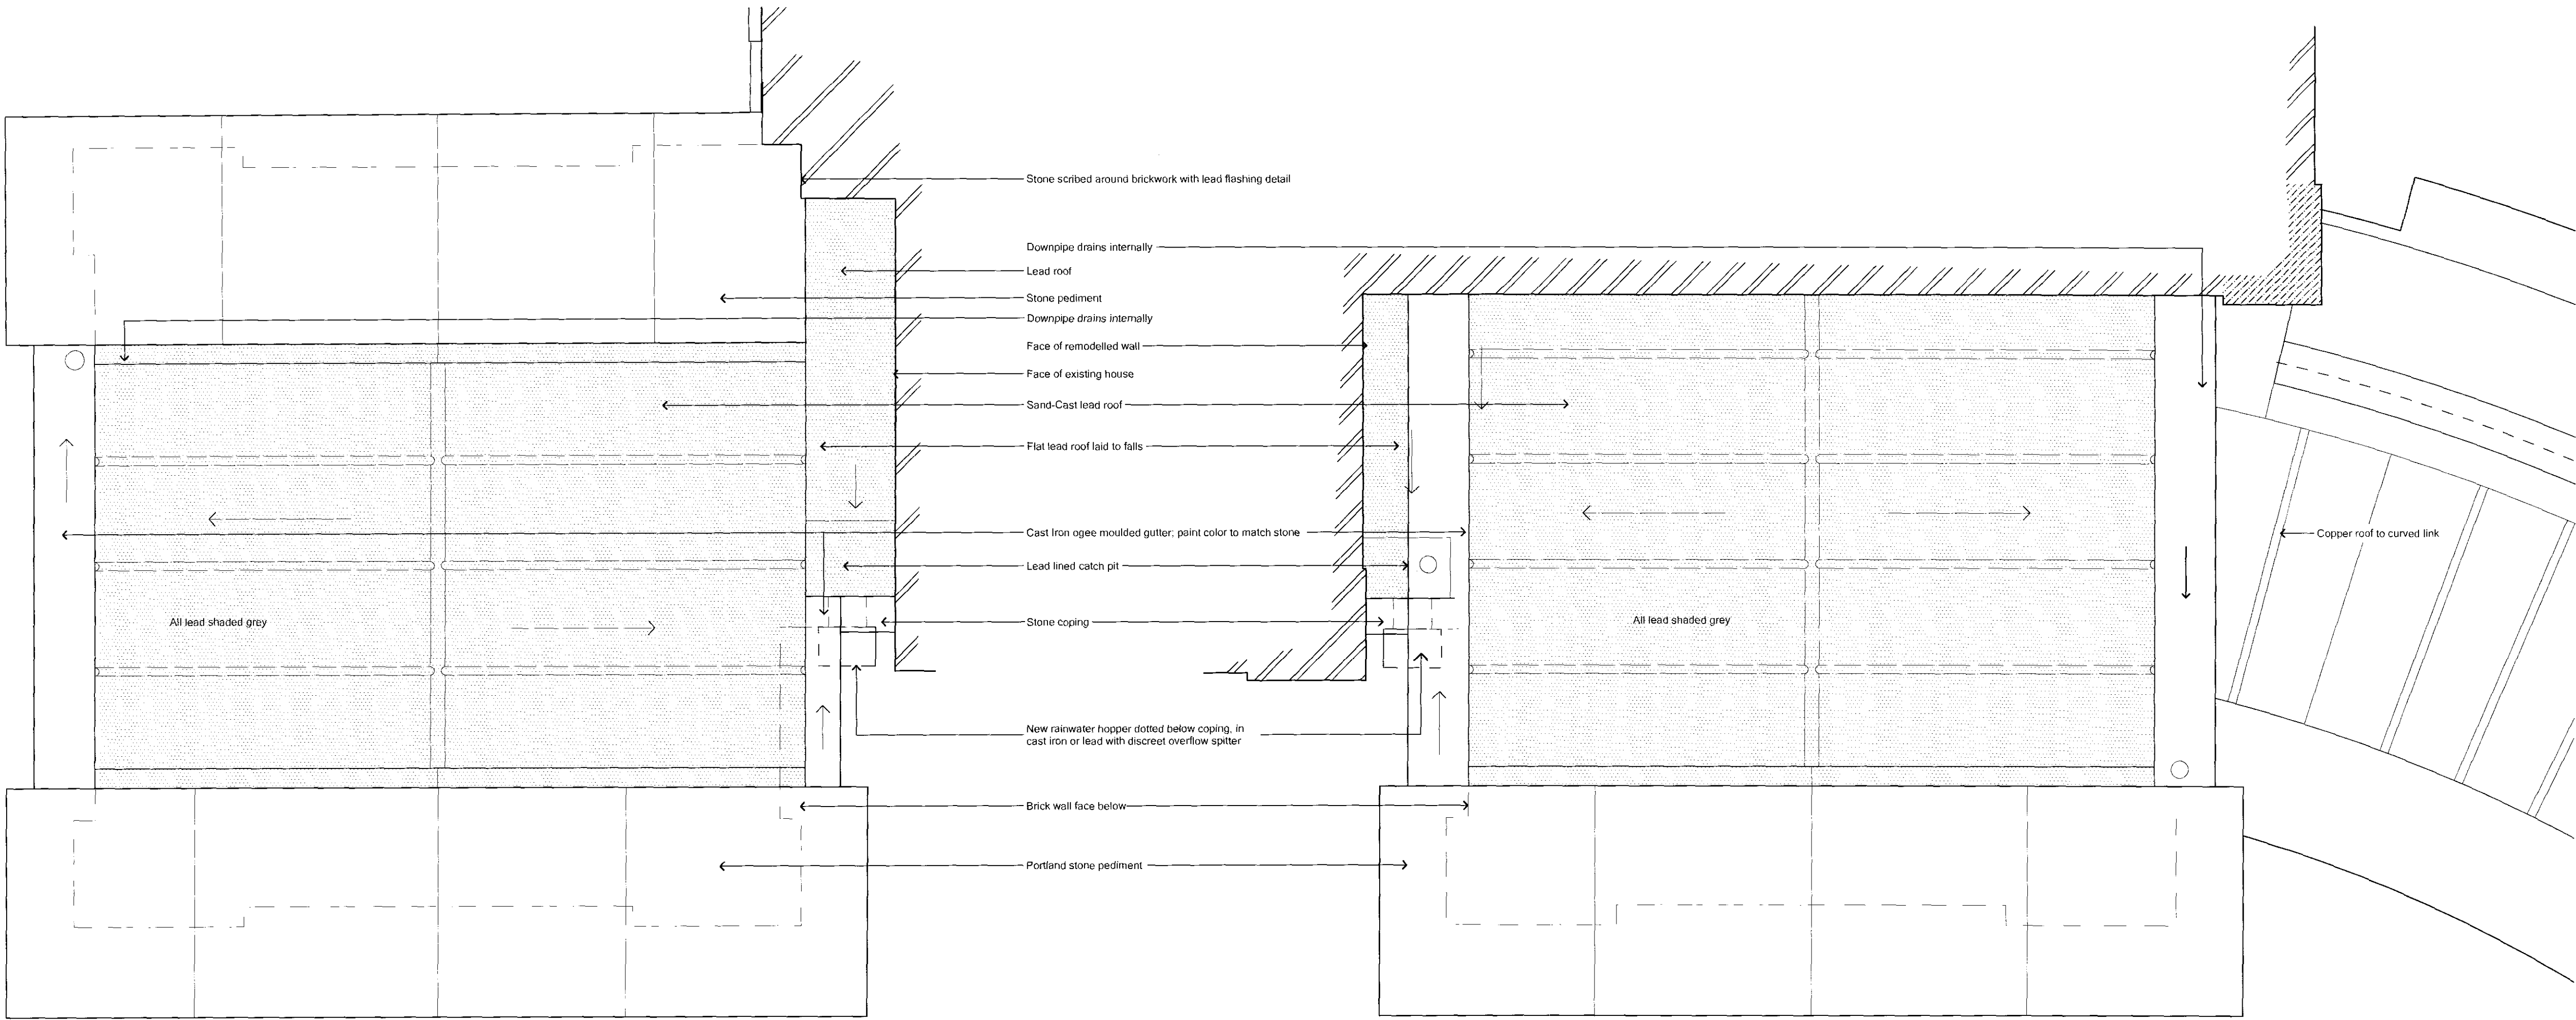 Stone scribed around brickwork with lead flashing detail
Downpipe drains internally
Lead roof
Stone pediment
Downpipe drains internally
Face of remodelled wall
Face of existing house
Sand-Cast lead roof
Flat lead roof laid to falls
Cast Iron ogee moulded gutter; paint color to match stone
Copper roof to curved link
Lead lined catch pit
All lead shaded grey
Stone coping
All lead shaded grey
New rainwater hopper dotted below coping, in
cast iron or lead with discreet overflow spitter
Brick wall face below
Portland stone pediment